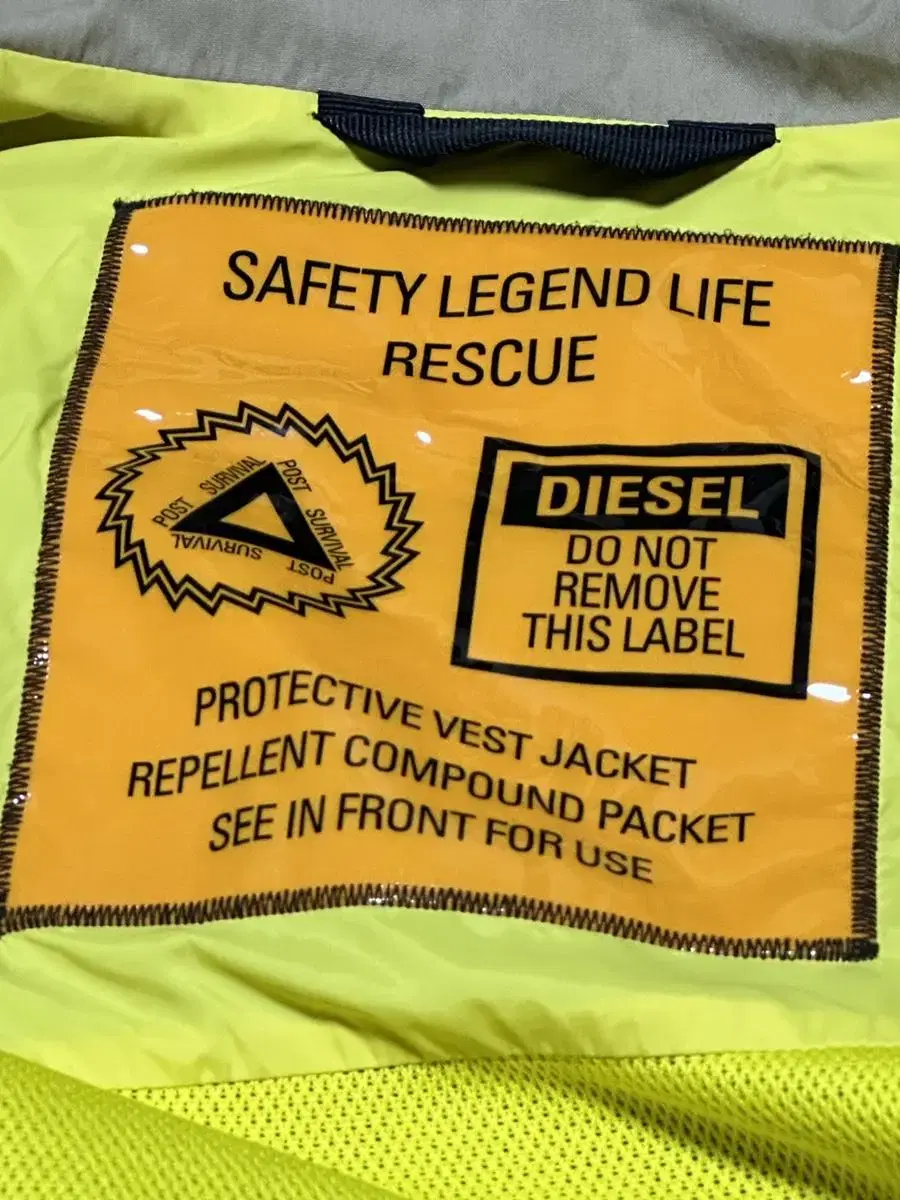 SAFETY LEGEND LIFE
RESCUE
POST SURVIVAL
POST SURVIVAL
POST SURVIVAL
DIESEL
DO NOT
REMOVE
THIS LABEL
PROTECTIVE VEST JACKET
REPELLENT COMPOUND PACKET
SEE IN FRONT FOR USE